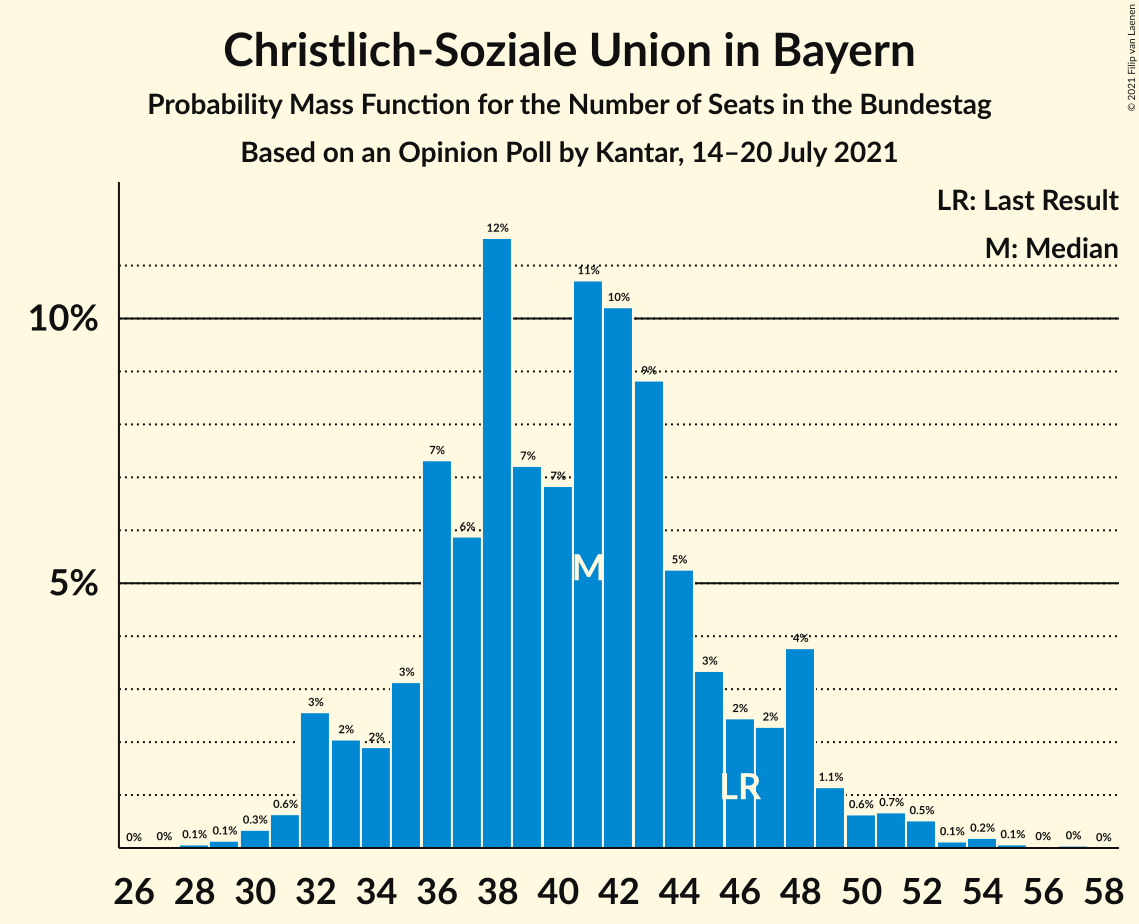 Christlich-Soziale Union in Bayern
Probability Mass Function for the Number of Seats in the Bundestag
Based on an Opinion Poll by Kantar, 14–20 July 2021
© 2021 Filip van Laenen
LR: Last Result
M: Median
10%
5%
0% 0% 0.1% 0.1% 0.3% 0.6% 3% 2% 2% 3% 7% 6% 12% 7% 7% 11% 10% 9% 5% 3% 2% 2% 4% 1.1% 0.6% 0.7% 0.5% 0.1% 0.2% 0.1% 0% 0% 0%
M
LR
26 28 30 32 34 36 38 40 42 44 46 48 50 52 54 56 58